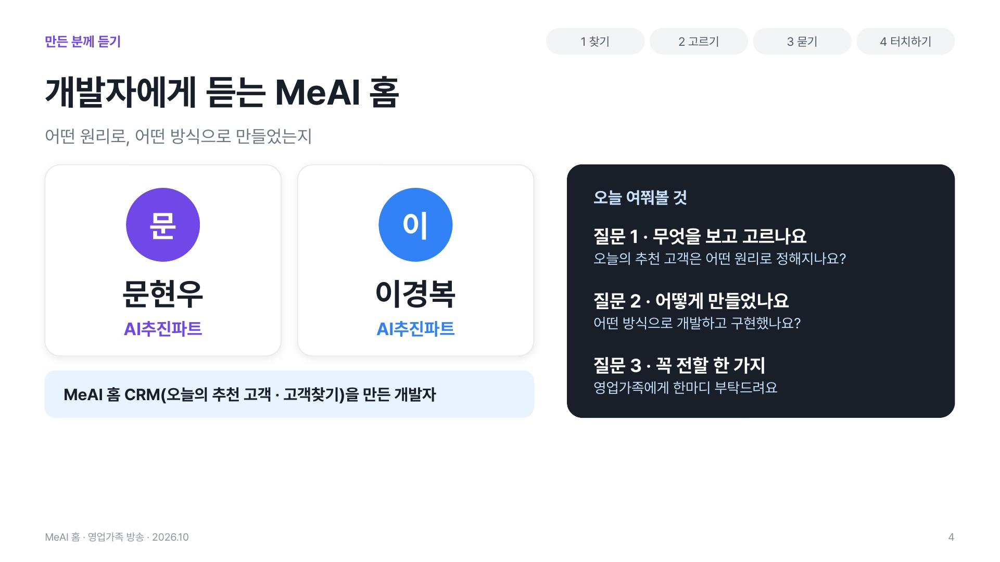 만든 분께 듣기
1 찾기
2 고르기
3 묻기
4 터치하기
개발자에게 듣는 MeAI 홈
어떤 원리로, 어떤 방식으로 만들었는지
문
문현우
AI추진파트
이
이경복
AI추진파트
MeAI 홈 CRM(오늘의 추천 고객 · 고객찾기)을 만든 개발자
오늘 여쭤볼 것
질문 1 · 무엇을 보고 고르나요
오늘의 추천 고객은 어떤 원리로 정해지나요?
질문 2 · 어떻게 만들었나요
어떤 방식으로 개발하고 구현했나요?
질문 3 · 꼭 전할 한 가지
영업가족에게 한마디 부탁드려요
MeAI 홈 · 영업가족 방송 · 2026.10
4